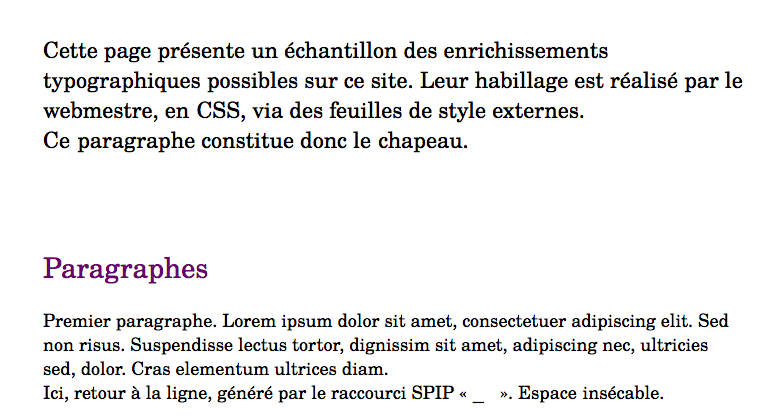 Cette page présente un échantillon des enrichissements
typographiques possibles sur ce site. Leur habillage est réalisé par le
webmestre, en CSS, via des feuilles de style externes.
Ce paragraphe constitue donc le chapeau.
Paragraphes
Premier paragraphe. Lorem ipsum dolor sit amet, consectetuer adipiscing elit. Sed
non risus. Suspendisse lectus tortor, dignissim sit amet, adipiscing nec, ultricies
sed, dolor. Cras elementum ultrices diam.
Ici, retour à la ligne, généré par le raccourci SPIP « _   ». Espace insécable.